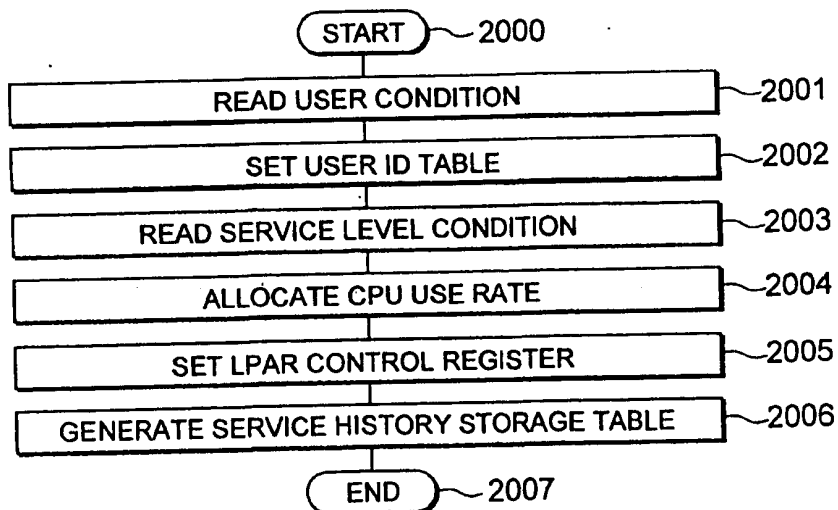 START 2000
READ USER CONDITION 2001
SET USER ID TABLE 2002
READ SERVICE LEVEL CONDITION 2003
ALLOCATE CPU USE RATE 2004
SET LPAR CONTROL REGISTER 2005
GENERATE SERVICE HISTORY STORAGE TABLE 2006
END 2007